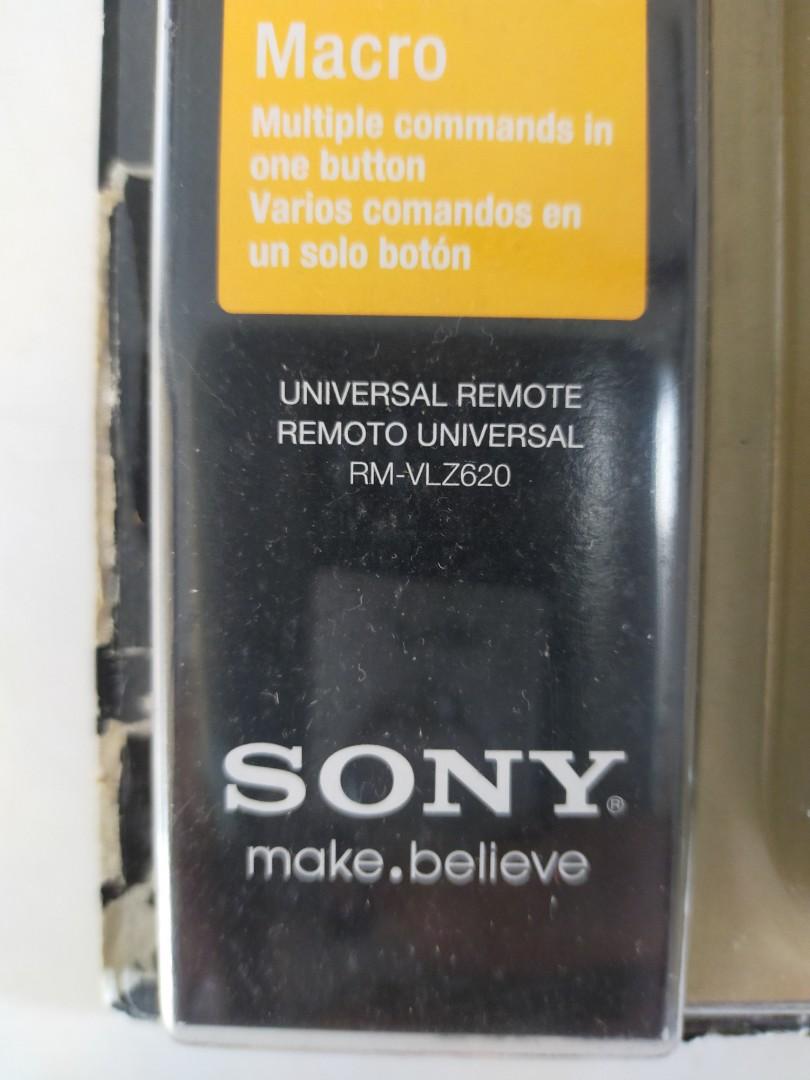 Macro
Multiple commands in
one button
Varios comandos en
un solo botón
UNIVERSAL REMOTE
REMOTO UNIVERSAL
RM-VLZ620
SONY®
make.believe